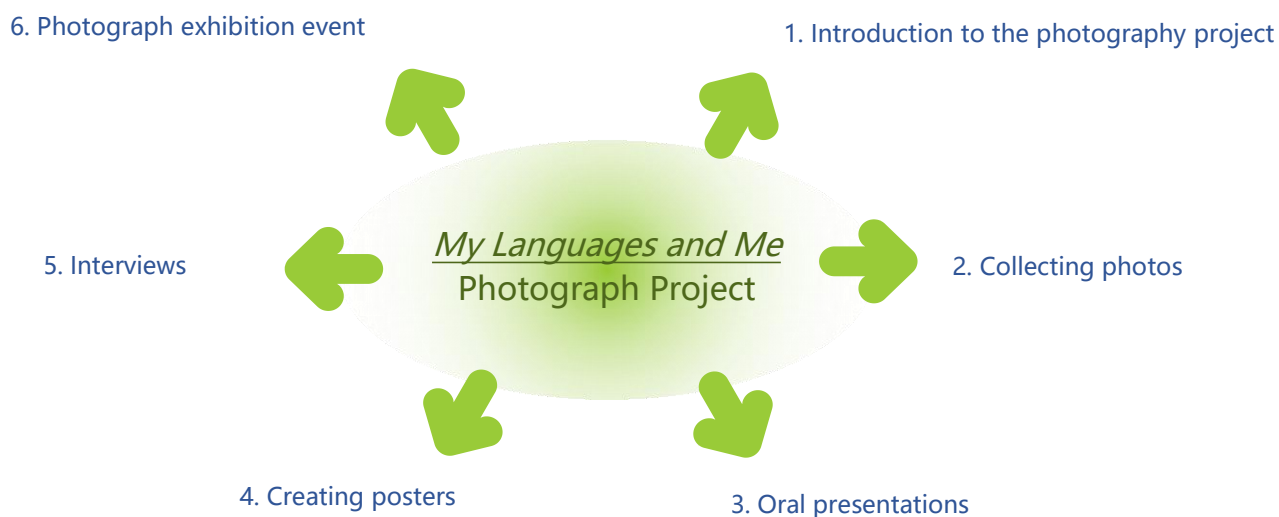 6. Photograph exhibition event
1. Introduction to the photography project
My Languages and Me
Photograph Project
5. Interviews
2. Collecting photos
4. Creating posters
3. Oral presentations